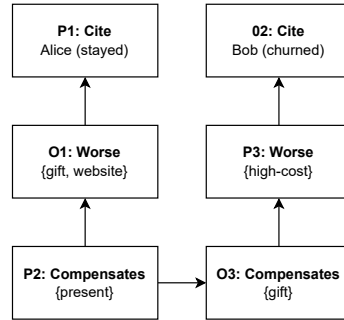 P1: Cite
Alice (stayed)
02: Cite
Bob (churned)
O1: Worse
{gift, website}
P3: Worse
{high-cost}
P2: Compensates
{present}
O3: Compensates
{gift}